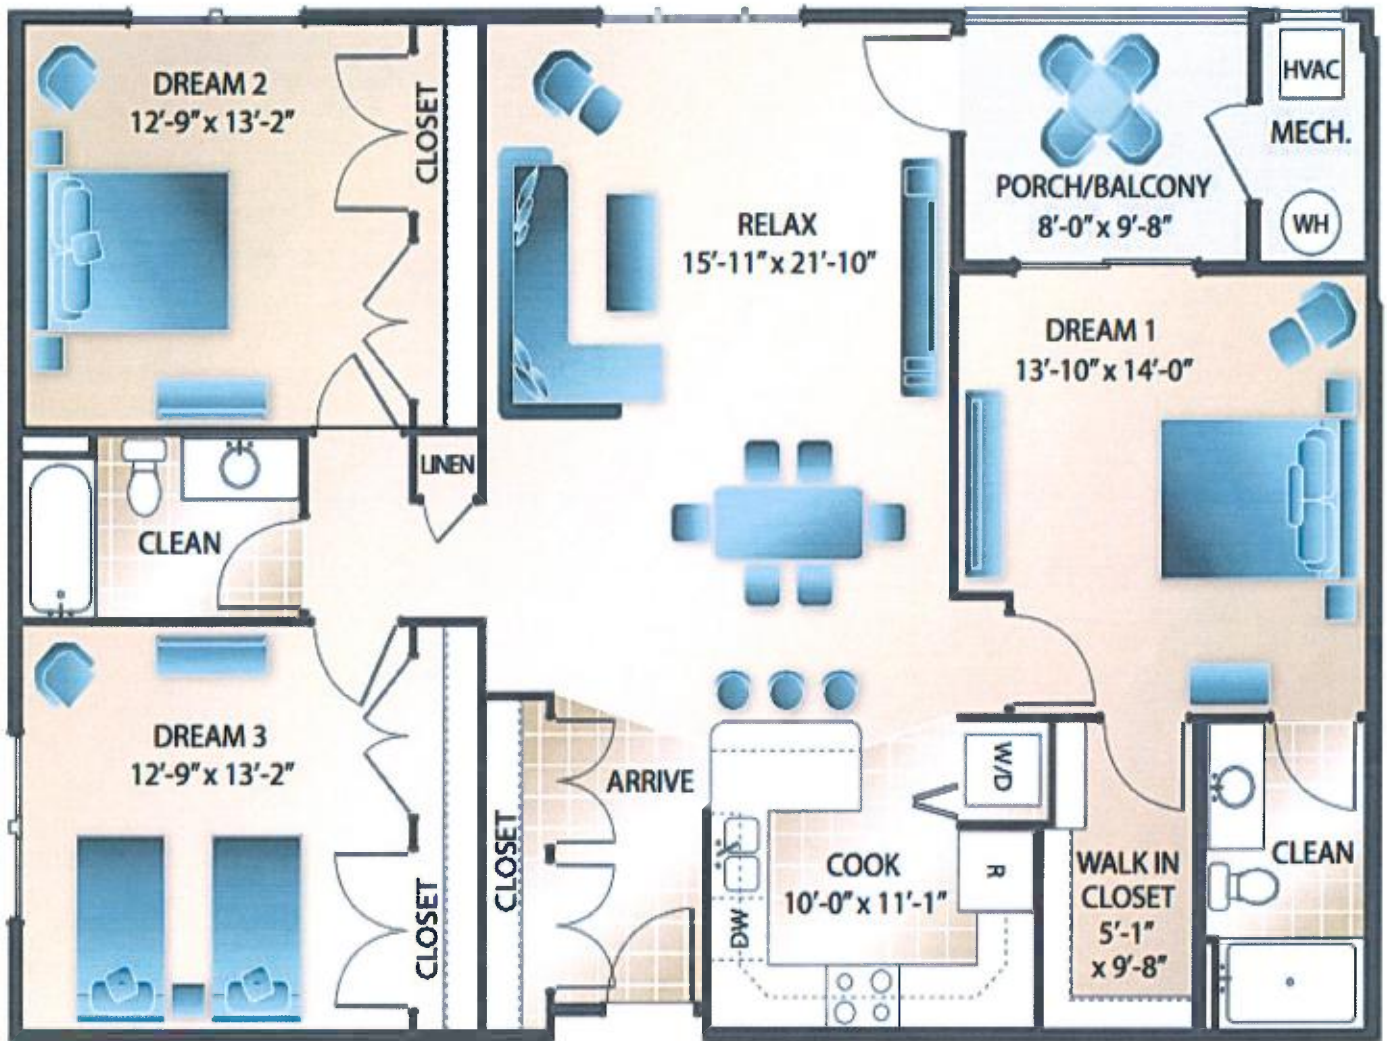 DREAM 2
12'-9" x 13'-2"
CLOSET
RELAX
15'-11" x 21'-10"
PORCH/BALCONY
8'-0" x 9'-8"
HVAC
MECH.
WH
DREAM 1
13'-10" x 14'-0"
LINEN
CLEAN
DREAM 3
12'-9" x 13'-2"
CLOSET
CLOSET
ARRIVE
W/D
COOK
10'-0" x 11'-1"
R
DW
WALK IN
CLOSET
5'-1"
x 9'-8"
CLEAN